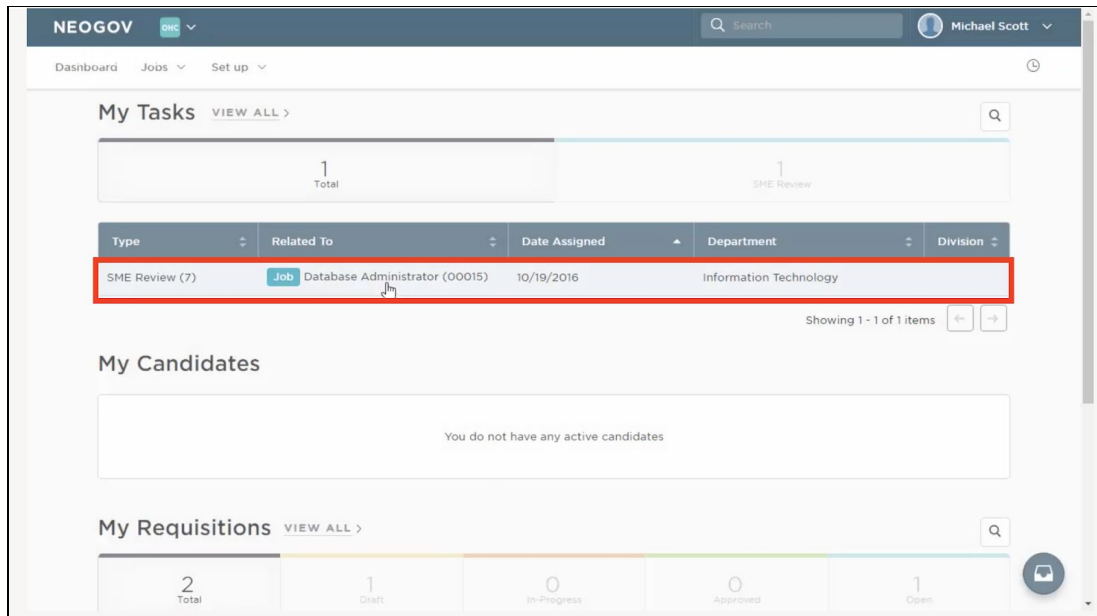 NEOGOV OHC Search Michael Scott
Dashboard Jobs Set up
My Tasks VIEW ALL >
1 1
Total SME Review
Type Related To Date Assigned Department Division
SME Review (7) Job Database Administrator (00015) 10/19/2016 Information Technology
Showing 1 - 1 of 1 items
My Candidates
You do not have any active candidates
My Requisitions VIEW ALL >
2 1 0 0 1
Total Draft In-Progress Approved Open